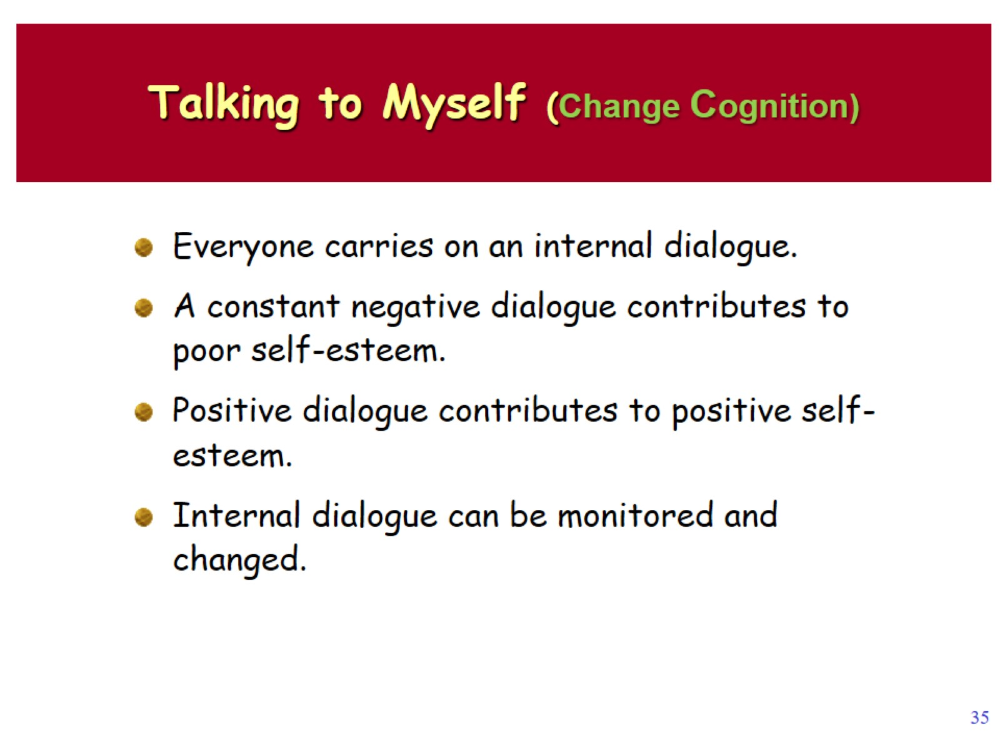 Talking to Myself (Change Cognition)
Everyone carries on an internal dialogue.
A constant negative dialogue contributes to
poor self-esteem.
Positive dialogue contributes to positive self-
esteem.
Internal dialogue can be monitored and
changed.
35